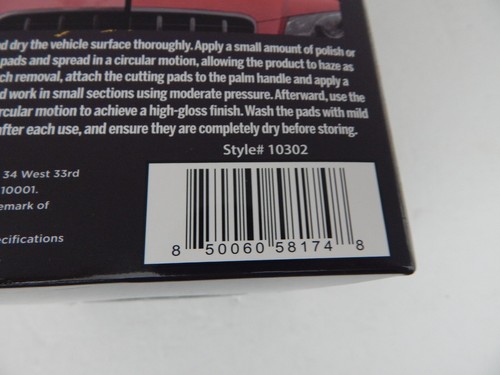 dry the vehicle surface thoroughly. Apply a small amount of polish or
pads and spread in a circular motion, allowing the product to haze as
removal, attach the cutting pads to the palm handle and apply a
work in small sections using moderate pressure. Afterward, use the
motion to achieve a high-gloss finish. Wash the pads with mild
after each use, and ensure they are completely dry before storing.
Style# 10302
34 West 33rd
10001.
emark of
ecifications
8 50060 58174 8